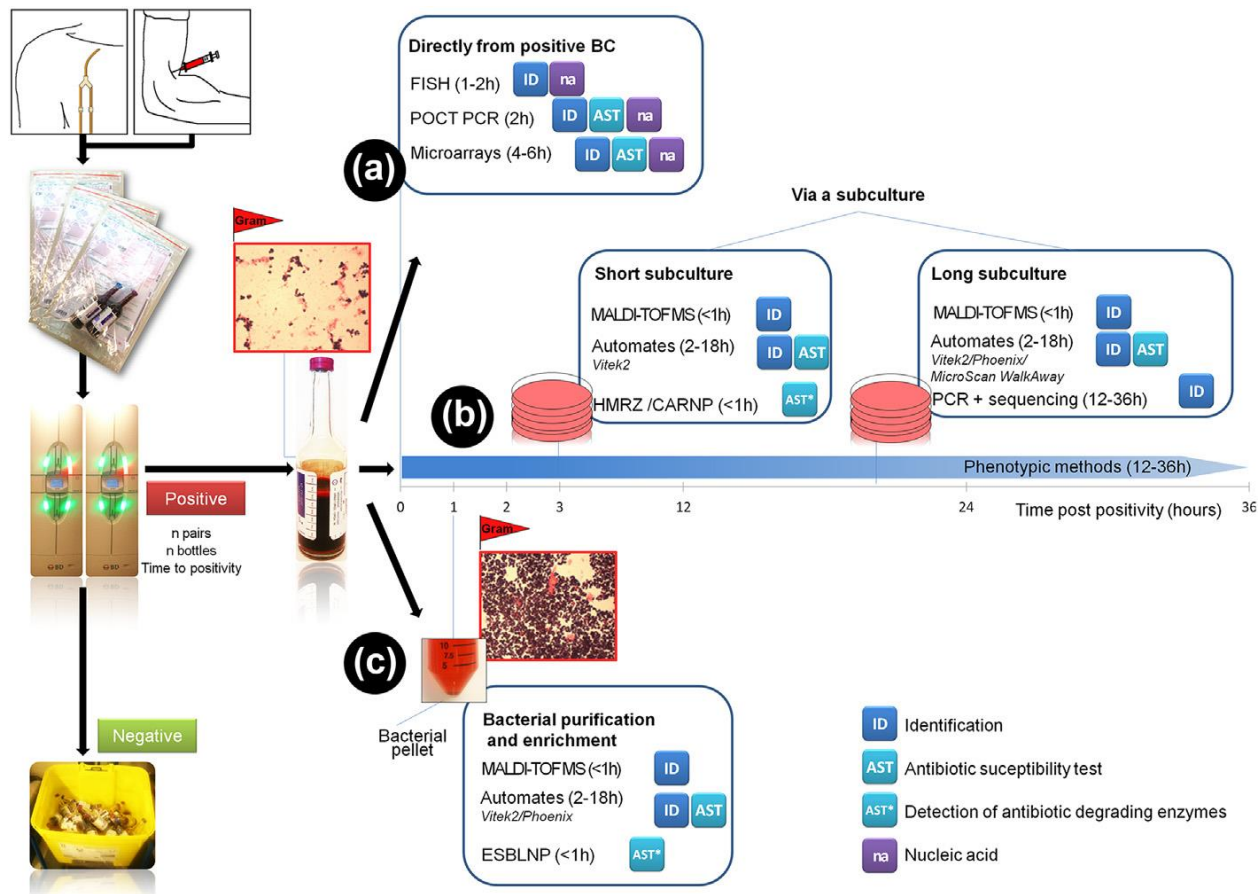 Directly from positive BC
FISH (1-2h) ID na
POCT PCR (2h) ID AST na
Microarrays (4-6h) ID AST na
(a)
Via a subculture
Gram
Short subculture
MALDI-TOFMS (<1h) ID
Automates (2-18h) ID AST
Vitek2
HMRZ /CARNP (<1h) AST*
Long subculture
MALDI-TOFMS (<1h) ID
Automates (2-18h) ID AST
Vitek2/Phoenix/
MicroScan WalkAway
PCR + sequencing (12-36h) ID
(b)
Phenotypic methods (12-36h)
0 1 2 3 12 24 36
Time post positivity (hours)
Positive
n pairs
n bottles
Time to positivity
BD BD
Gram
(c)
10
7.5
5
Bacterial
pellet
Bacterial purification
and enrichment
MALDI-TOFMS (<1h) ID
Automates (2-18h) ID AST
Vitek2/Phoenix
ESBLNP (<1h) AST*
Negative
ID Identification
AST Antibiotic suceptibility test
AST* Detection of antibiotic degrading enzymes
na Nucleic acid